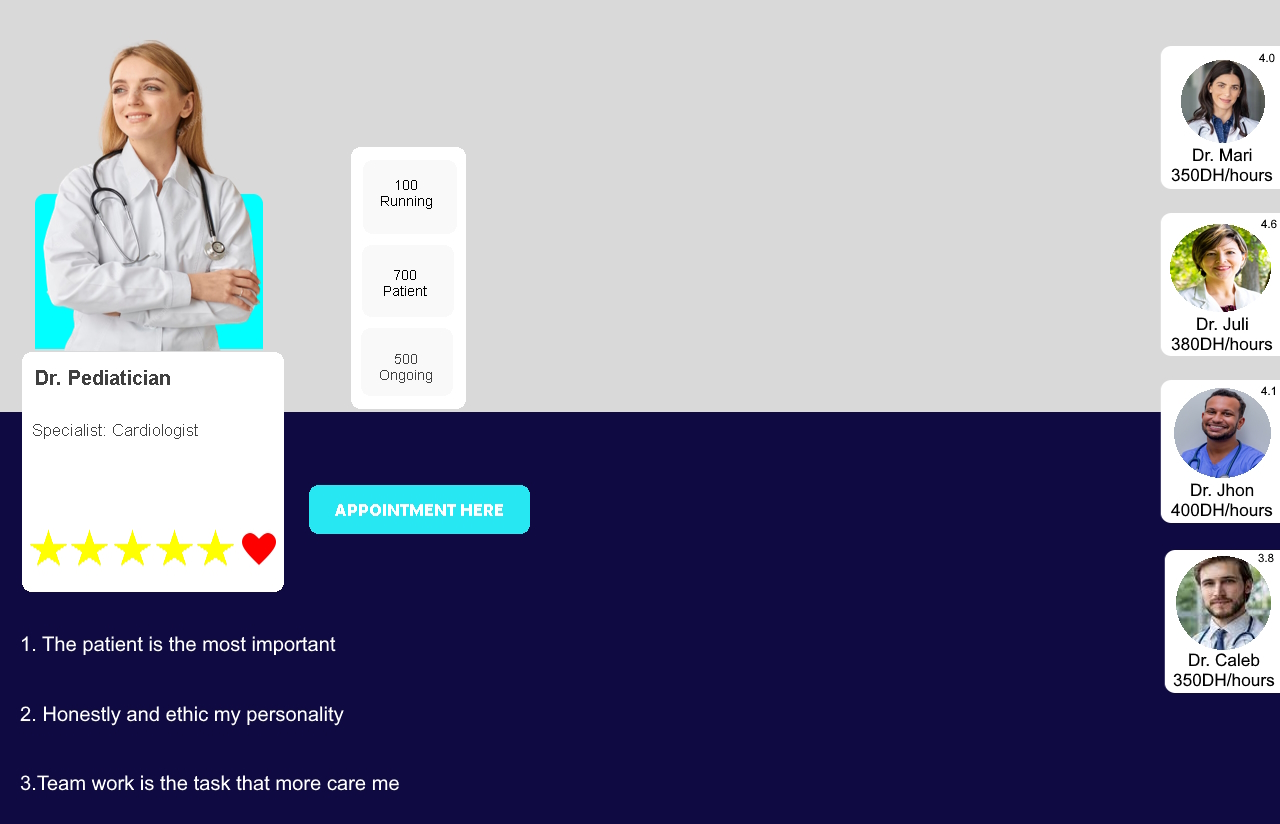 4.0
Dr. Mari
350DH/hours
100
Running
4.6
700
Patient
Dr. Juli
380DH/hours
500
Ongoing
Dr. Pediatician
4.1
Specialist: Cardiologist
Dr. Jhon
400DH/hours
APPOINTMENT HERE
3.8
1. The patient is the most important
Dr. Caleb
350DH/hours
2. Honestly and ethic my personality
3.Team work is the task that more care me